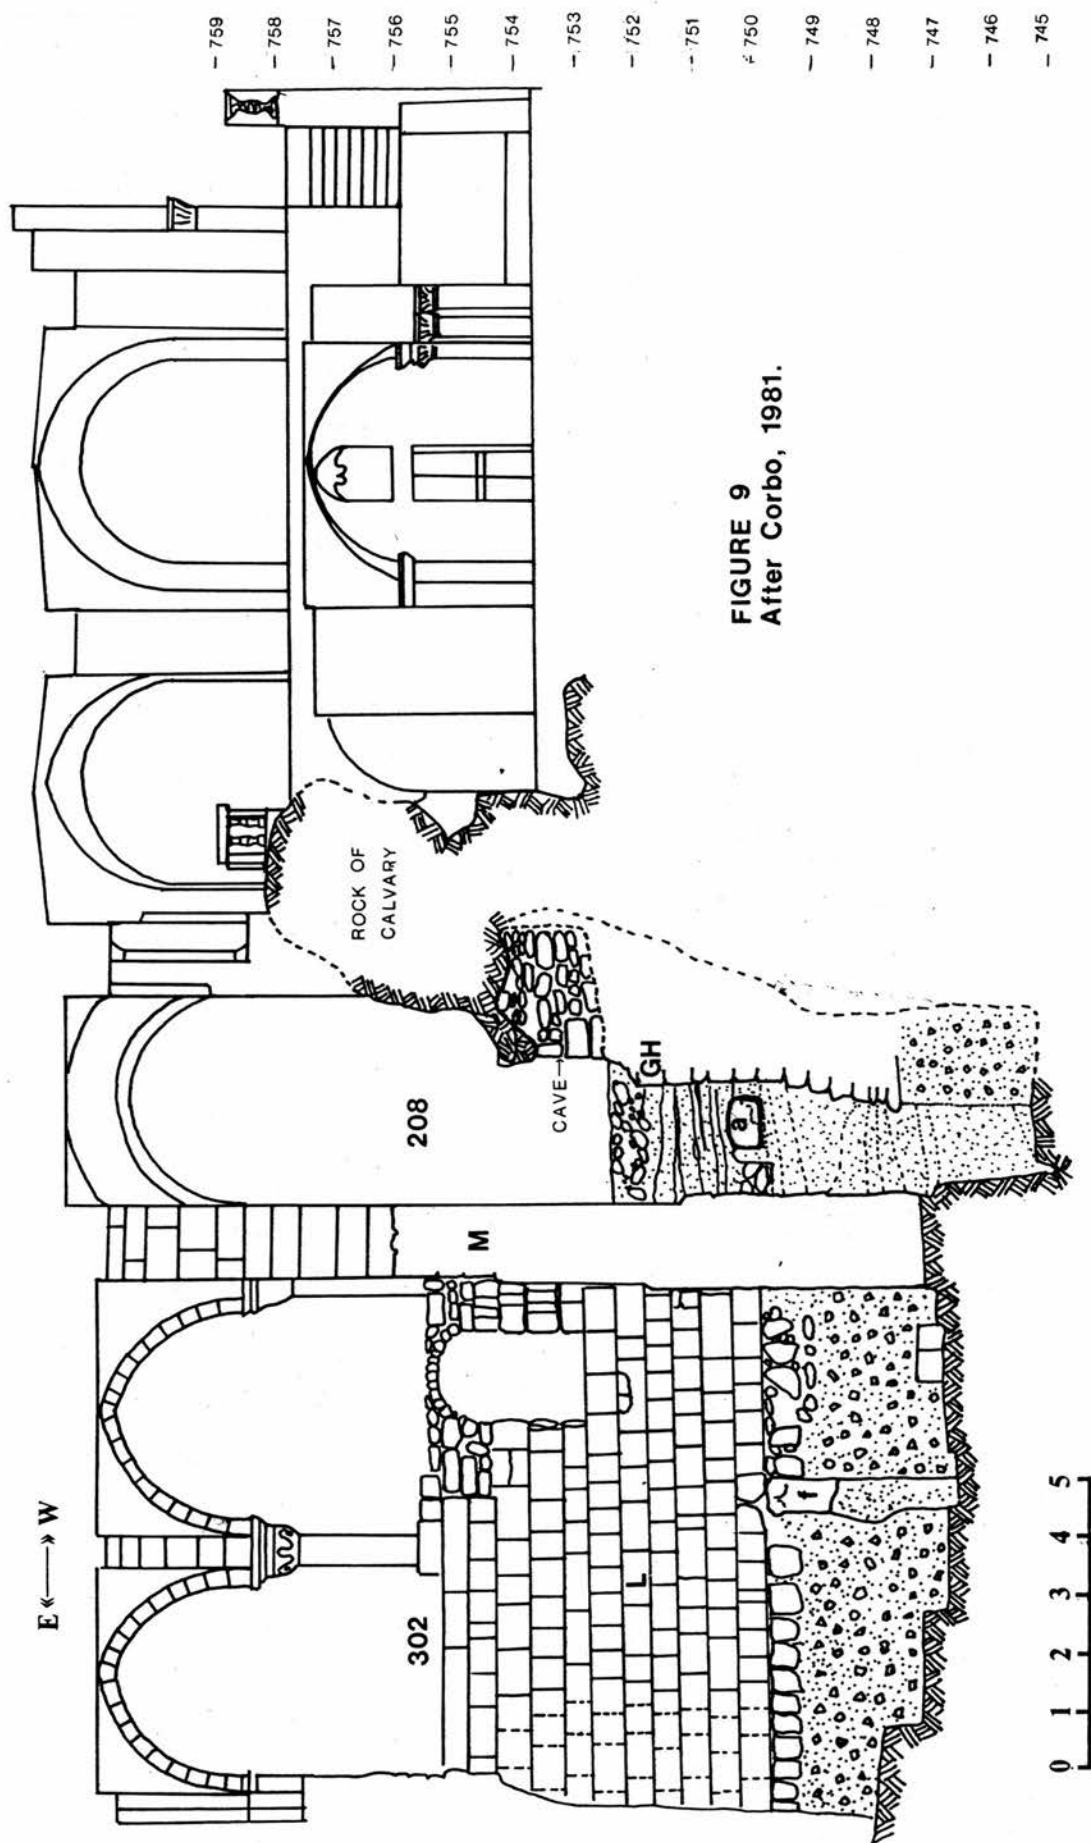 E «——» W
– 759
– 758
– 757
– 756
– 755
– 754
– 753
– 752
– 751
– 750
– 749
– 748
– 747
– 746
– 745
ROCK OF
CALVARY
CAVE→
208
302
M
GH
a
L
f
FIGURE 9
After Corbo, 1981.
0 1 2 3 4 5